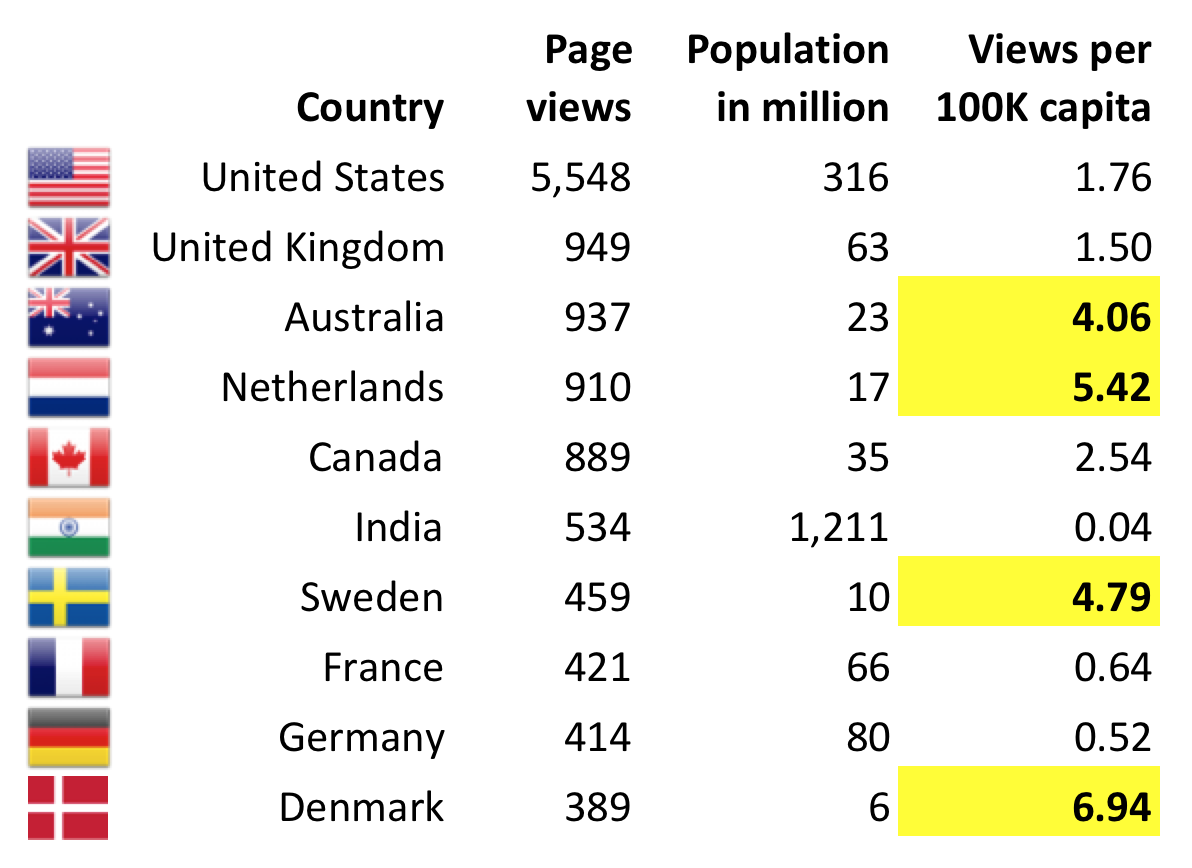 Page Population Views per
Country views in million 100K capita
United States 5,548 316 1.76
United Kingdom 949 63 1.50
Australia 937 23 4.06
Netherlands 910 17 5.42
Canada 889 35 2.54
India 534 1,211 0.04
Sweden 459 10 4.79
France 421 66 0.64
Germany 414 80 0.52
Denmark 389 6 6.94